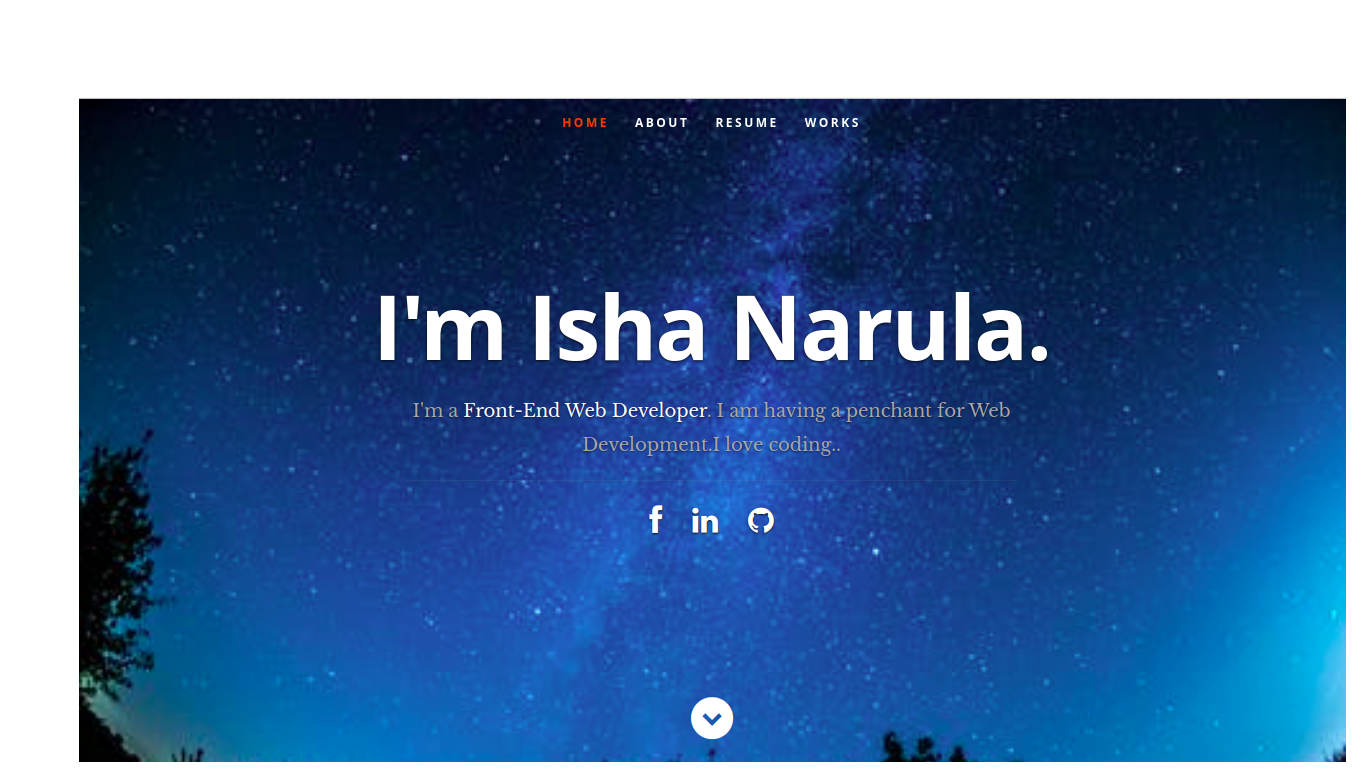 HOME ABOUT RESUME WORKS
I'm Isha Narula.
I'm a Front-End Web Developer. I am having a penchant for Web
Development.I love coding..